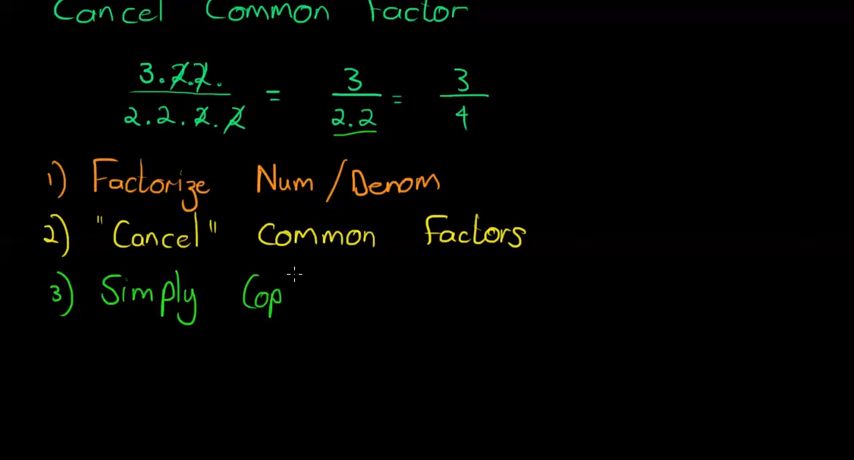 Cancel Common Factor
3.2.2. / 2.2.2.2 = 3 / 2.2 = 3 / 4
1) Factorize Num/Denom
2) "Cancel" Common Factors
3) Simply Cop